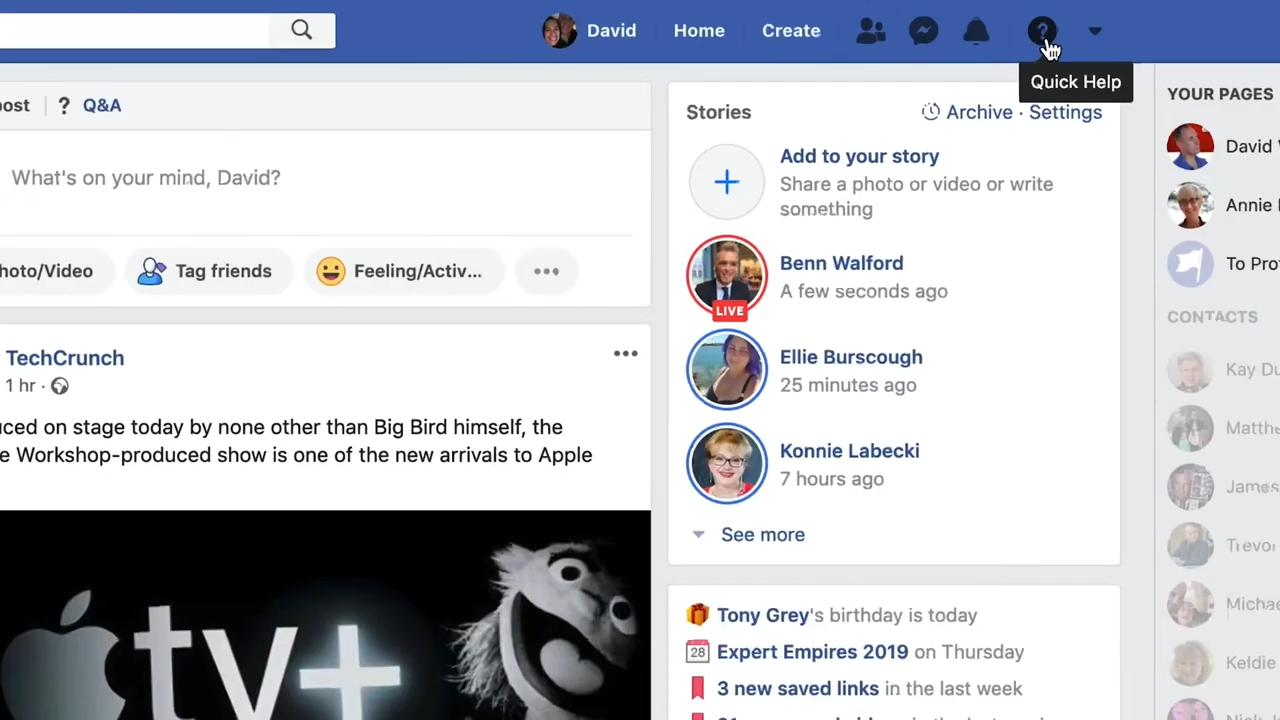 David Home Create
Quick Help
post ? Q&A
What's on your mind, David?
Photo/Video Tag friends Feeling/Activ...
TechCrunch
1 hr ·
uced on stage today by none other than Big Bird himself, the
e Workshop-produced show is one of the new arrivals to Apple
tv+
Stories Archive · Settings
Add to your story
Share a photo or video or write
something
Benn Walford
A few seconds ago
LIVE
Ellie Burscough
25 minutes ago
Konnie Labecki
7 hours ago
See more
Tony Grey's birthday is today
28 Expert Empires 2019 on Thursday
3 new saved links in the last week
YOUR PAGES
David
Annie
To Pro
CONTACTS
Kay Du
Matthe
James
Trevor
Michae
Keldie